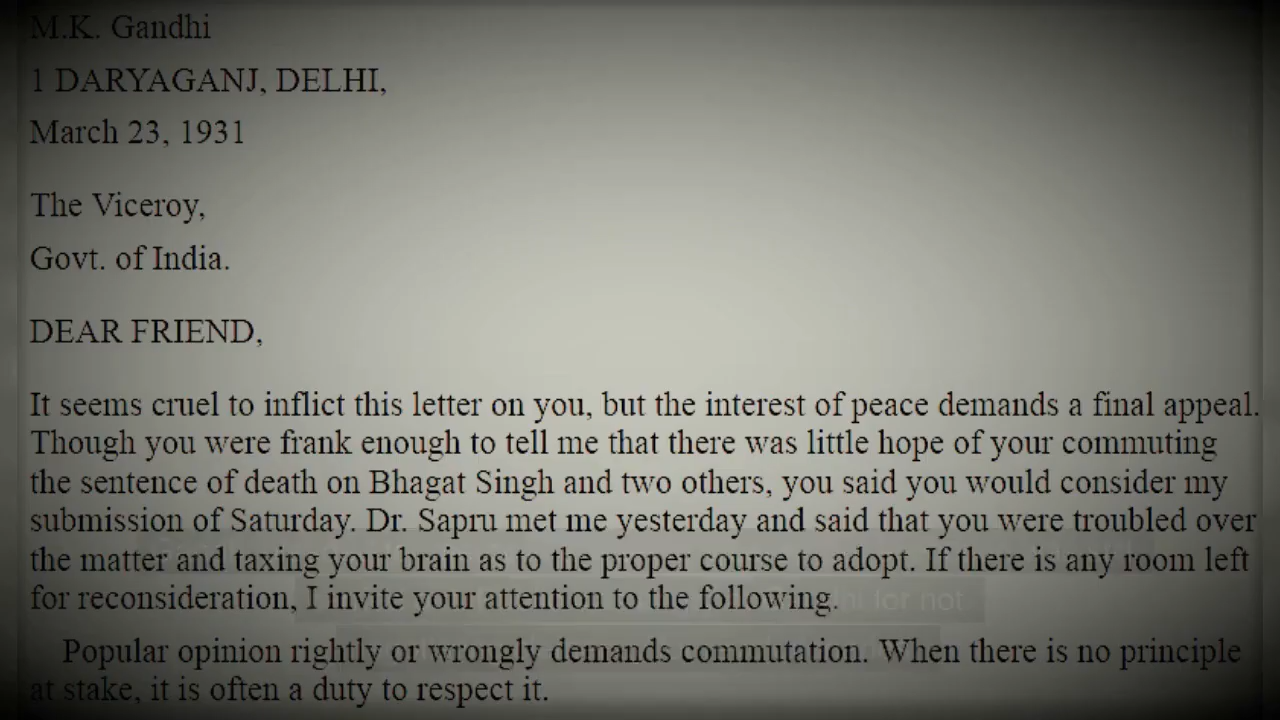 M.K. Gandhi
1 DARYAGANJ, DELHI,
March 23, 1931
The Viceroy,
Govt. of India.
DEAR FRIEND,
It seems cruel to inflict this letter on you, but the interest of peace demands a final appeal.
Though you were frank enough to tell me that there was little hope of your commuting
the sentence of death on Bhagat Singh and two others, you said you would consider my
submission of Saturday. Dr. Sapru met me yesterday and said that you were troubled over
the matter and taxing your brain as to the proper course to adopt. If there is any room left
for reconsideration, I invite your attention to the following.
for not
Popular opinion rightly or wrongly demands commutation. When there is no principle
at stake, it is often a duty to respect it.